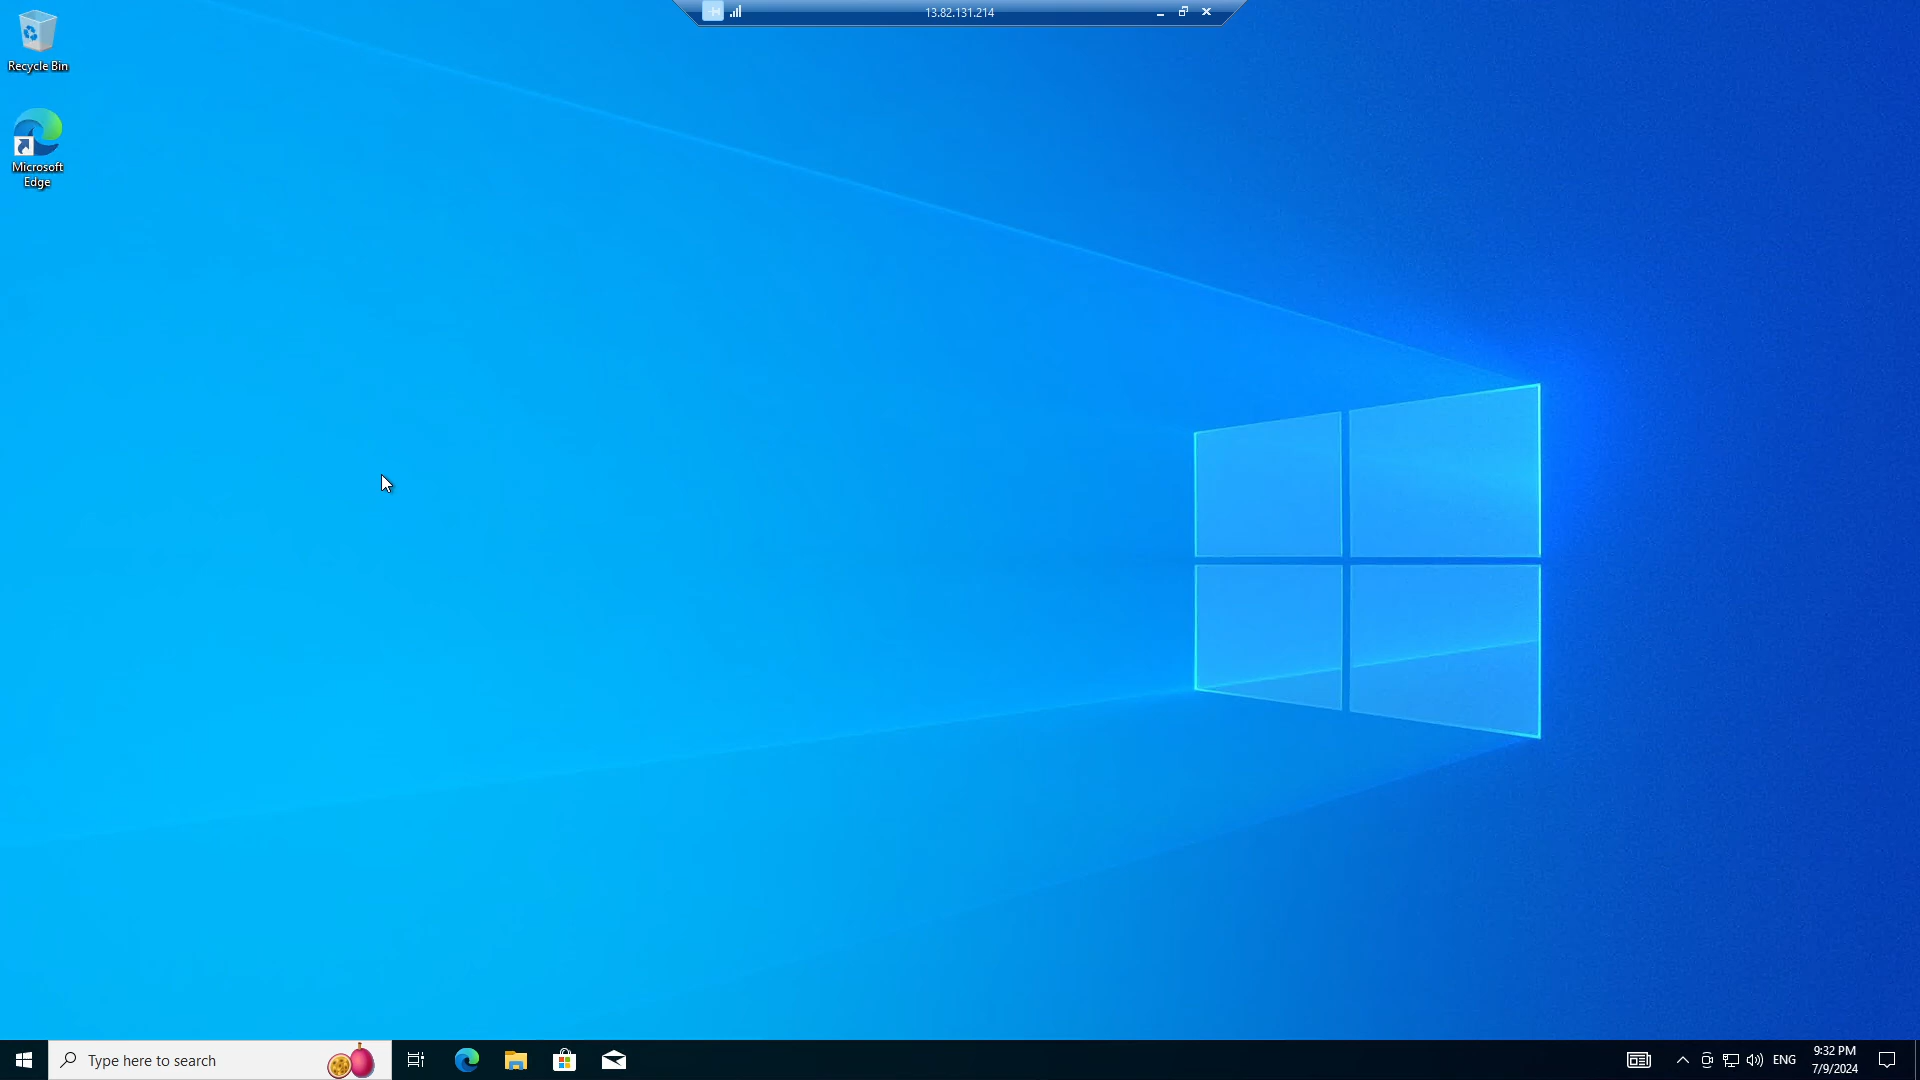 13.82.131.214
Recycle Bin
Microsoft
Edge
Type here to search
ENG
9:32 PM
7/9/2024